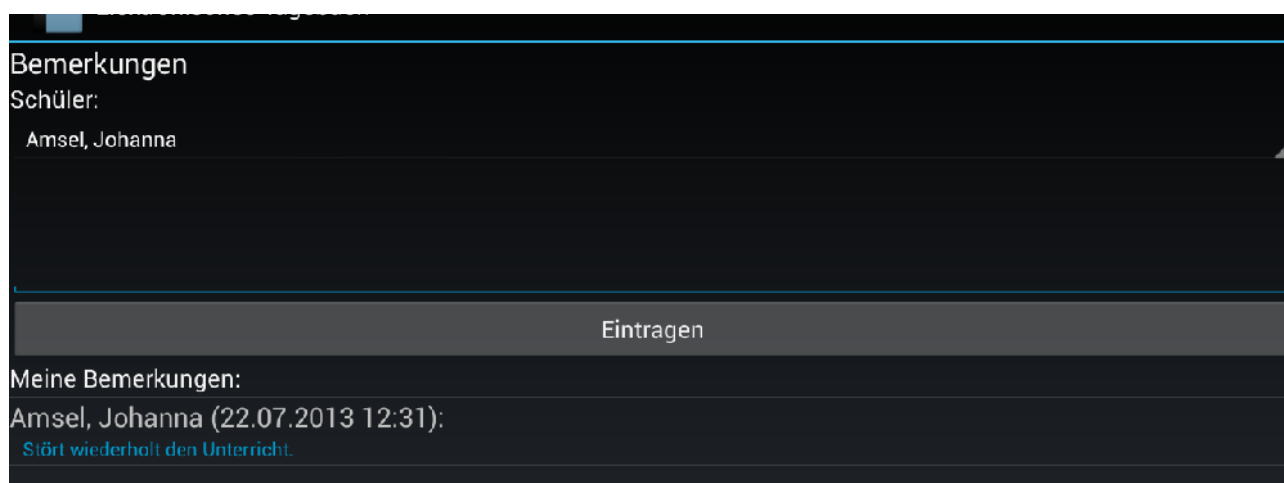 Bemerkungen
Schüler:
Amsel, Johanna
Eintragen
Meine Bemerkungen:
Amsel, Johanna (22.07.2013 12:31):
Stört wiederholt den Unterricht.